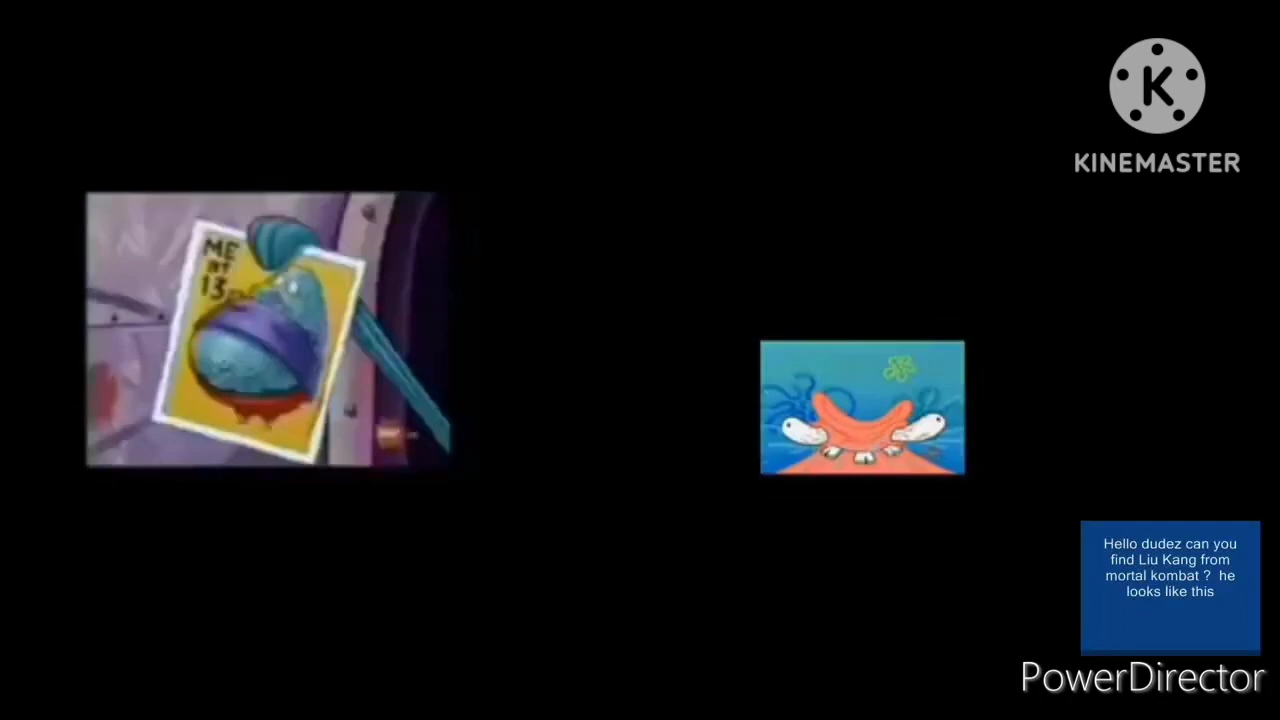 K
KINEMASTER
ME
at
13
Hello dudez can you
find Liu Kang from
mortal kombat ? he
looks like this
PowerDirector